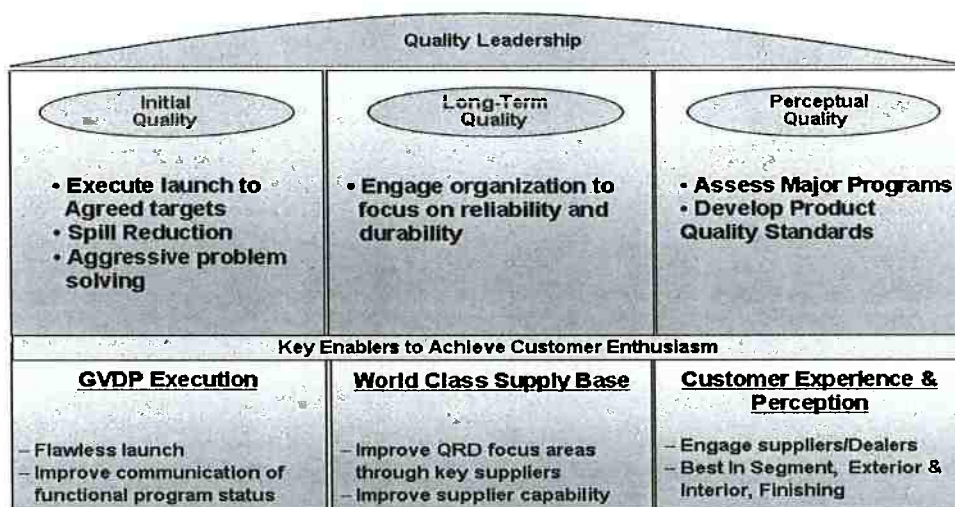 Quality Leadership
Initial
Quality
• Execute launch to
Agreed targets
• Spill Reduction
• Aggressive problem
solving
Long-Term
Quality
• Engage organization to
focus on reliability and
durability
Perceptual
Quality
• Assess Major Programs
• Develop Product
Quality Standards
Key Enablers to Achieve Customer Enthusiasm
GVDP Execution
– Flawless launch
– Improve communication of
functional program status
World Class Supply Base
– Improve QRD focus areas
through key suppliers
– Improve supplier capability
Customer Experience &
Perception
– Engage suppliers/Dealers
– Best In Segment, Exterior &
Interior, Finishing